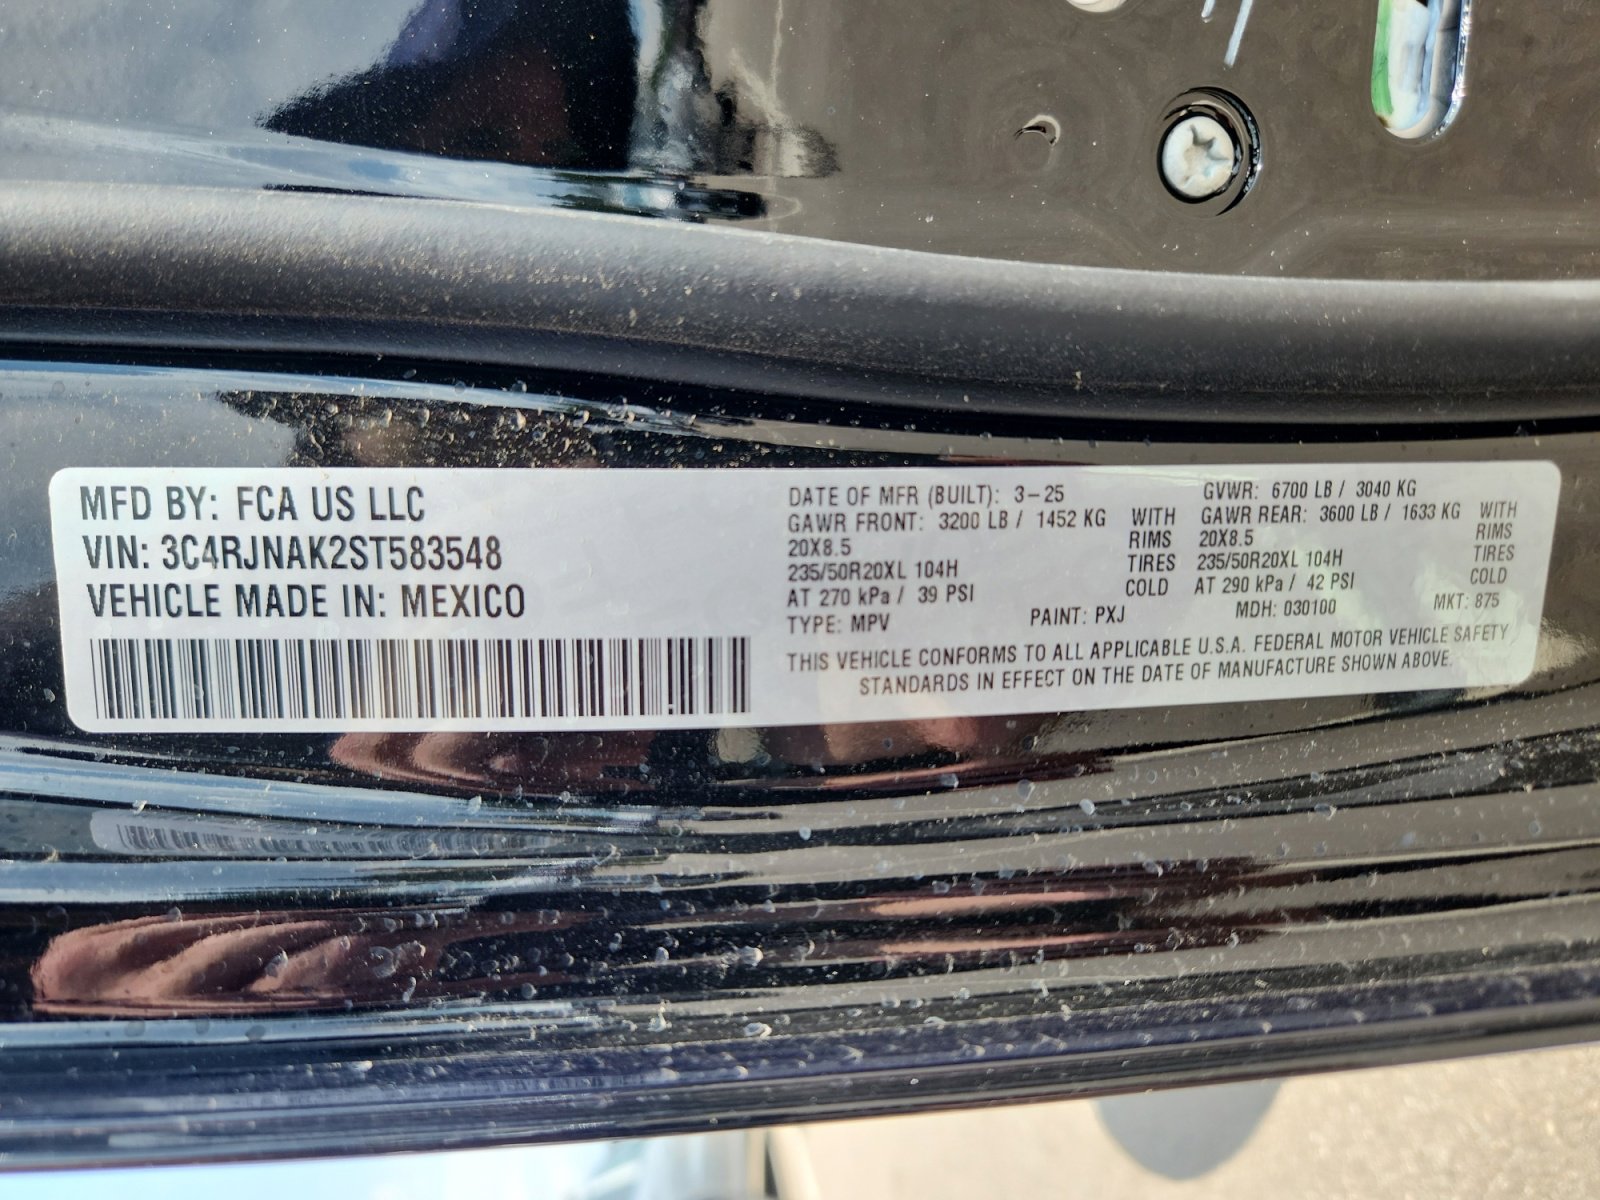 MFD BY: FCA US LLC
VIN: 3C4RJNAK2ST583548
VEHICLE MADE IN: MEXICO
DATE OF MFR (BUILT): 3-25 GVWR: 6700 LB / 3040 KG
GAWR FRONT: 3200 LB / 1452 KG WITH GAWR REAR: 3600 LB / 1633 KG WITH
20X8.5 RIMS 20X8.5 RIMS
235/50R20XL 104H TIRES 235/50R20XL 104H TIRES
AT 270 kPa / 39 PSI COLD AT 290 kPa / 42 PSI COLD
TYPE: MPV PAINT: PXJ MDH: 030100 MKT: 875
THIS VEHICLE CONFORMS TO ALL APPLICABLE U.S.A. FEDERAL MOTOR VEHICLE SAFETY
STANDARDS IN EFFECT ON THE DATE OF MANUFACTURE SHOWN ABOVE.